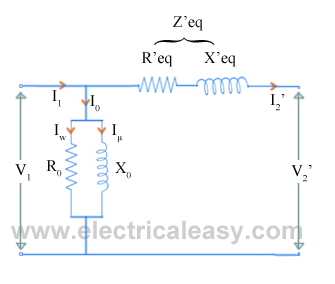 Z'eq
R'eq X'eq
I1 I0 I2'
Iw Iμ
V1 R0 X0 V2'
www.electricaleasy.com